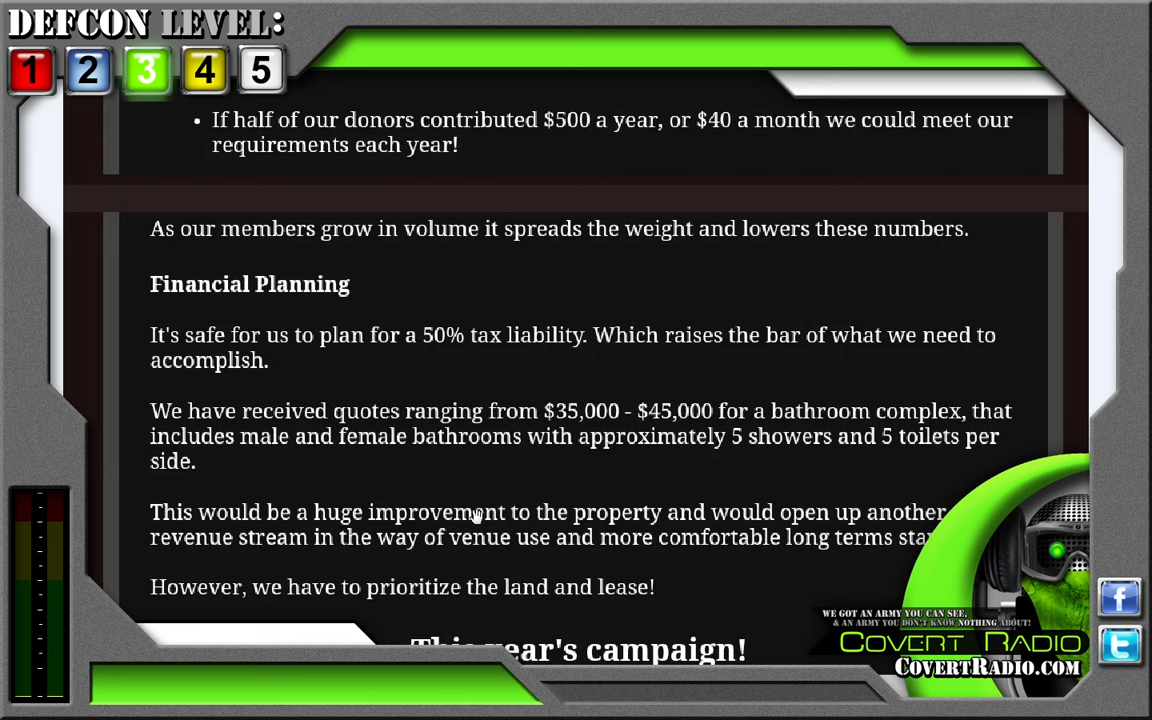 DEFCON LEVEL:
1 2 3 4 5
• If half of our donors contributed $500 a year, or $40 a month we could meet our
requirements each year!
As our members grow in volume it spreads the weight and lowers these numbers.
Financial Planning
It's safe for us to plan for a 50% tax liability. Which raises the bar of what we need to
accomplish.
We have received quotes ranging from $35,000 - $45,000 for a bathroom complex, that
includes male and female bathrooms with approximately 5 showers and 5 toilets per
side.
This would be a huge improvement to the property and would open up another
revenue stream in the way of venue use and more comfortable long terms
However, we have to prioritize the land and lease!
This year's campaign!
WE GOT AN ARMY YOU CAN SEE,
& AN ARMY YOU DON'T KNOW NOTHING ABOUT!
COVERT RADIO
COVERTRADIO.COM